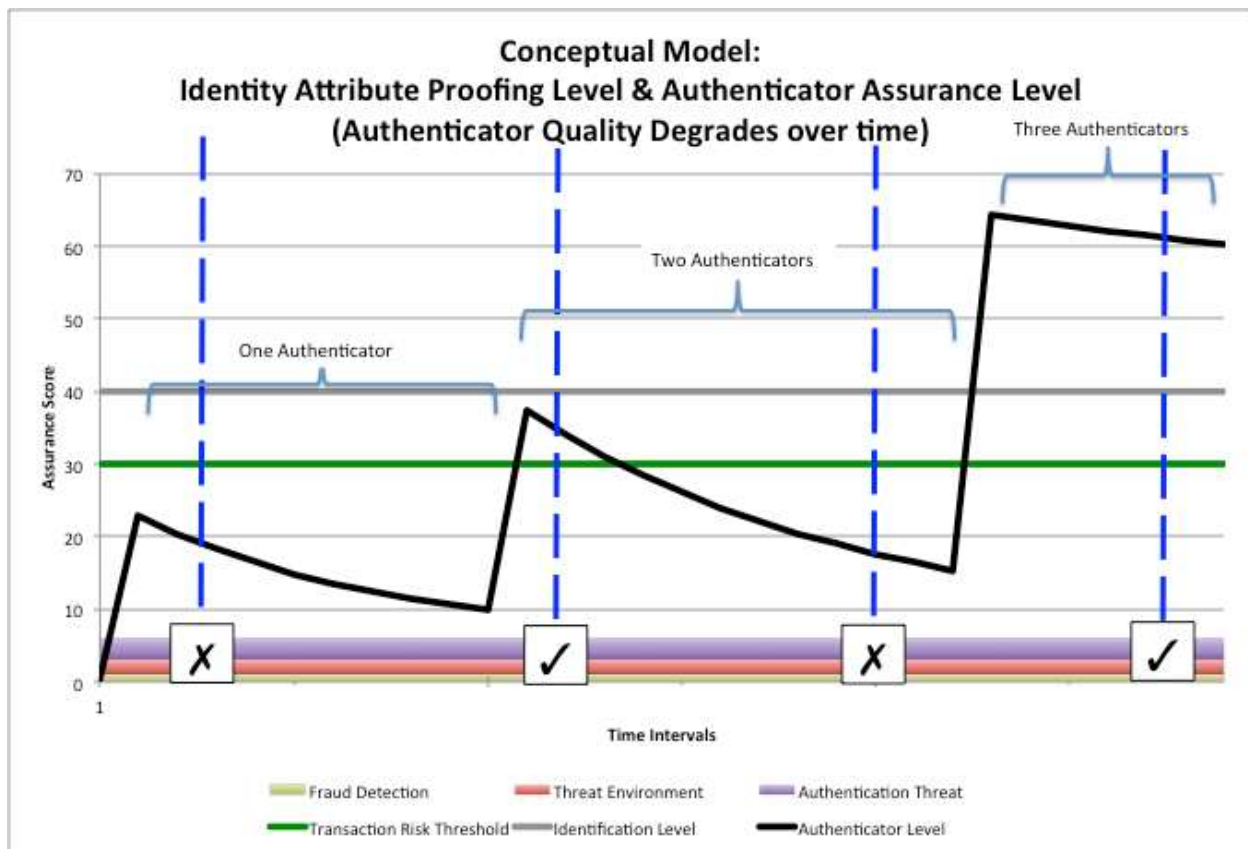 Conceptual Model:
Identity Attribute Proofing Level & Authenticator Assurance Level
(Authenticator Quality Degrades over time)
Three Authenticators
70
60
Two Authenticators
50
One Authenticator
40
Assurance Score
30
20
10
✗ ✓ ✗ ✓
0
1
Time Intervals
Fraud Detection Threat Environment Authentication Threat
Transaction Risk Threshold Identification Level Authenticator Level